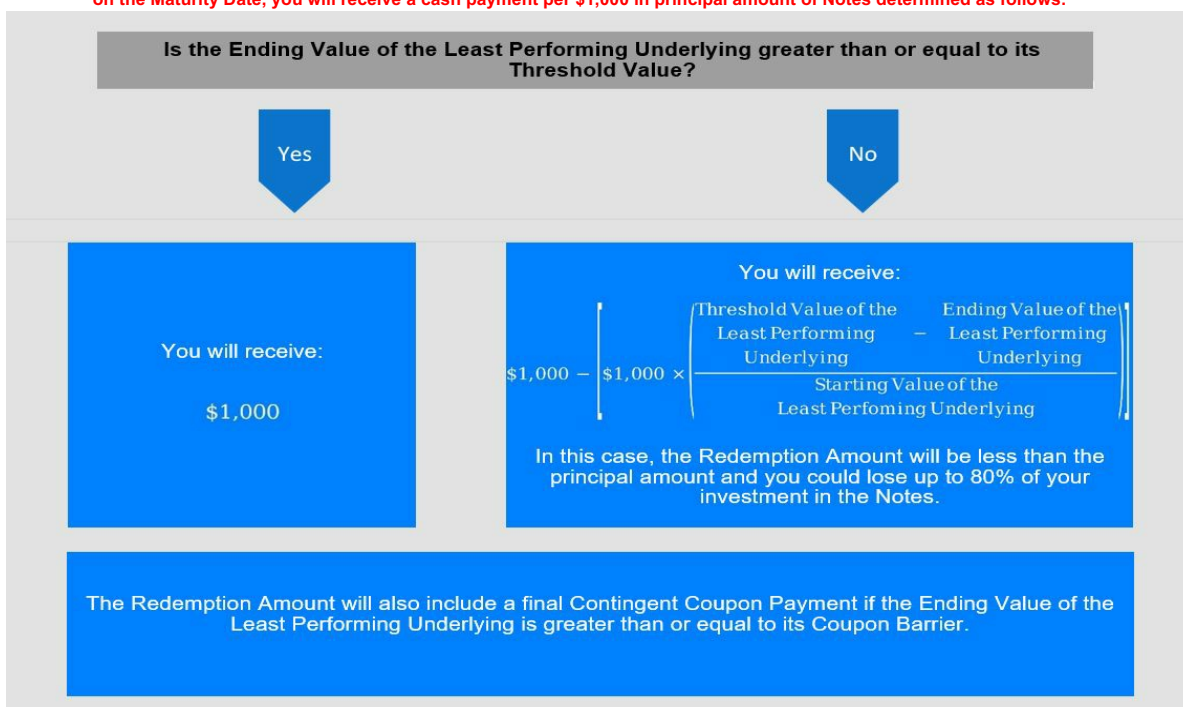 on the Maturity Date, you will receive a cash payment per $1,000 in principal amount of Notes determined as follows:
Is the Ending Value of the Least Performing Underlying greater than or equal to its
Threshold Value?
Yes
No
You will receive:
$1,000
You will receive:
Threshold Value of the Ending Value of the
Least Performing − Least Performing
Underlying Underlying
$1,000 − [$1,000 × (
Starting Value of the
Least Perfoming Underlying
)]
In this case, the Redemption Amount will be less than the
principal amount and you could lose up to 80% of your
investment in the Notes.
The Redemption Amount will also include a final Contingent Coupon Payment if the Ending Value of the
Least Performing Underlying is greater than or equal to its Coupon Barrier.